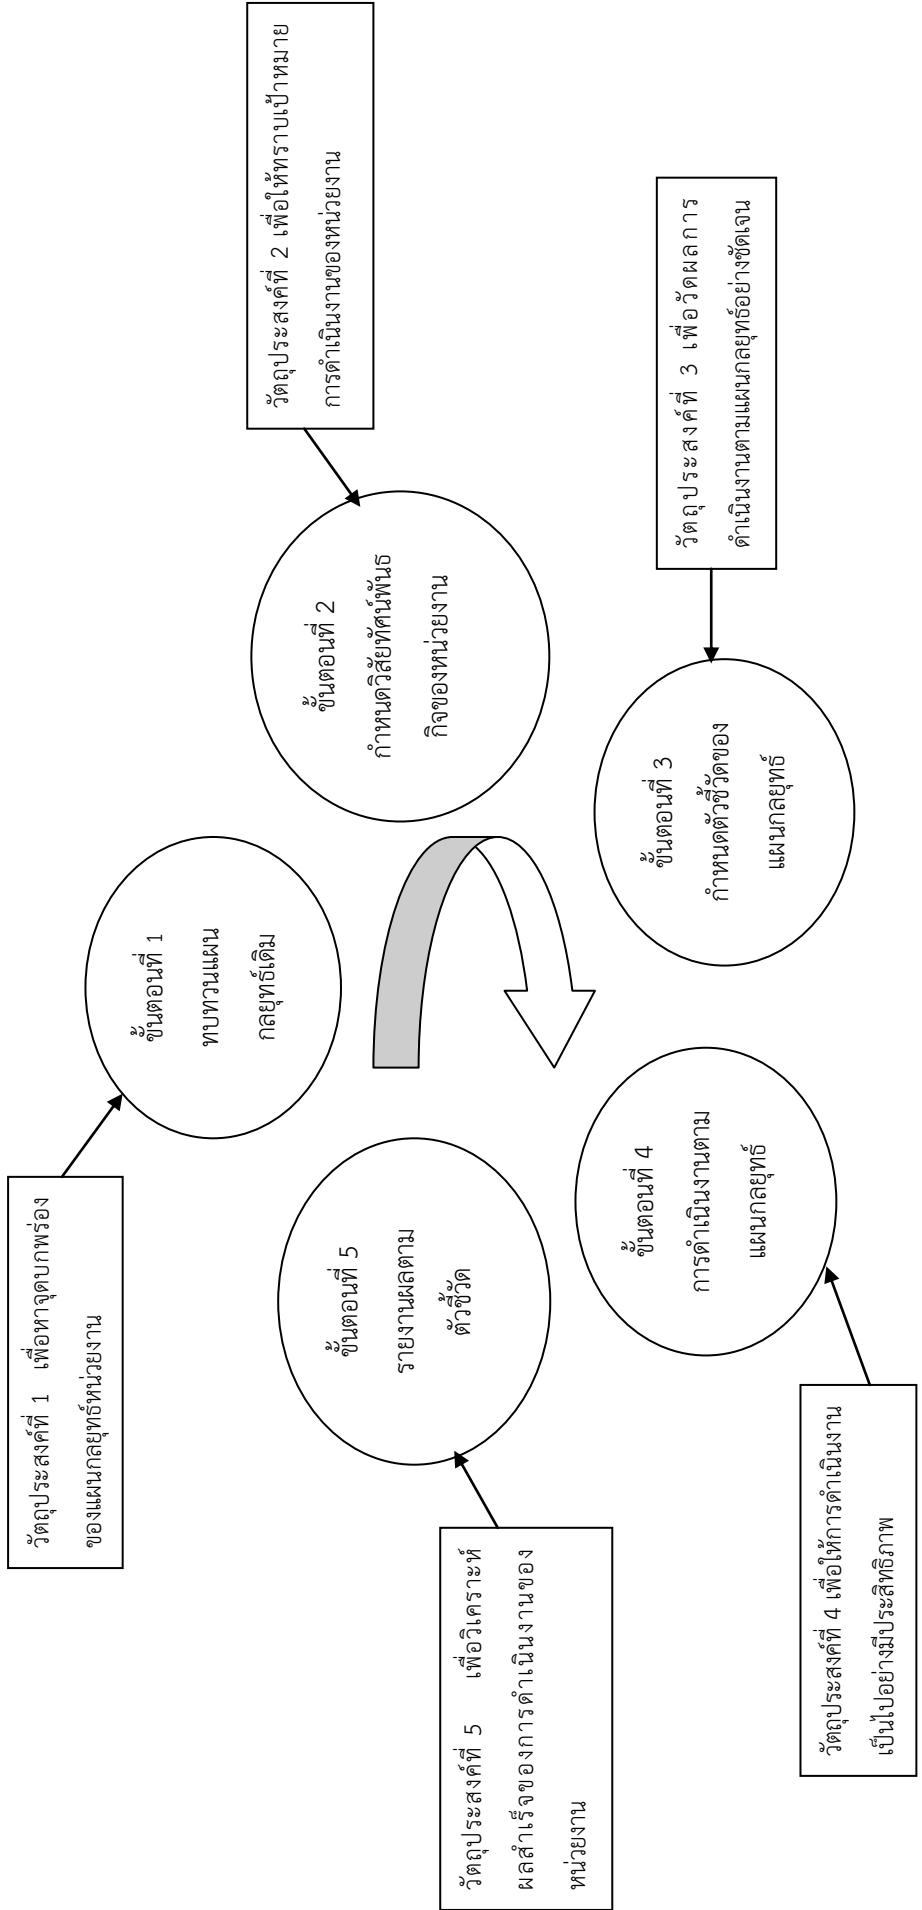 วัตถุประสงค์ที่ 1 เพื่อหาจุดบกพร่อง
ของแผนกลยุทธ์หน่วยงาน
ขั้นตอนที่ 1
ทบทวนแผน
กลยุทธ์เดิม
วัตถุประสงค์ที่ 2 เพื่อให้ทราบเป้าหมาย
การดำเนินงานของหน่วยงาน
ขั้นตอนที่ 2
กำหนดวิสัยทัศน์พันธ
กิจของหน่วยงาน
วัตถุประสงค์ที่ 3 เพื่อวัดผลการ
ดำเนินงานตามแผนกลยุทธ์อย่างชัดเจน
ขั้นตอนที่ 3
กำหนดตัวชี้วัดของ
แผนกลยุทธ์
ขั้นตอนที่ 4
การดำเนินงานตาม
แผนกลยุทธ์
วัตถุประสงค์ที่ 4 เพื่อให้การดำเนินงาน
เป็นไปอย่างมีประสิทธิภาพ
ขั้นตอนที่ 5
รายงานผลตาม
ตัวชี้วัด
วัตถุประสงค์ที่ 5 เพื่อวิเคราะห์
ผลสำเร็จของการดำเนินงานของ
หน่วยงาน